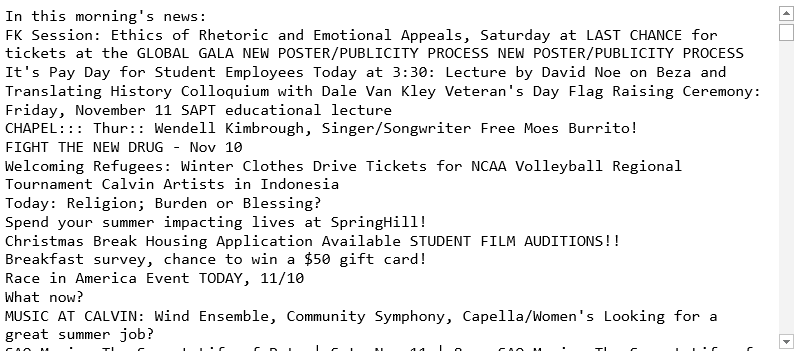 In this morning's news:
FK Session: Ethics of Rhetoric and Emotional Appeals, Saturday at LAST CHANCE for
tickets at the GLOBAL GALA NEW POSTER/PUBLICITY PROCESS NEW POSTER/PUBLICITY PROCESS
It's Pay Day for Student Employees Today at 3:30: Lecture by David Noe on Beza and
Translating History Colloquium with Dale Van Kley Veteran's Day Flag Raising Ceremony:
Friday, November 11 SAPT educational lecture
CHAPEL::: Thur:: Wendell Kimbrough, Singer/Songwriter Free Moes Burrito!
FIGHT THE NEW DRUG - Nov 10
Welcoming Refugees: Winter Clothes Drive Tickets for NCAA Volleyball Regional
Tournament Calvin Artists in Indonesia
Today: Religion; Burden or Blessing?
Spend your summer impacting lives at SpringHill!
Christmas Break Housing Application Available STUDENT FILM AUDITIONS!!
Breakfast survey, chance to win a $50 gift card!
Race in America Event TODAY, 11/10
What now?
MUSIC AT CALVIN: Wind Ensemble, Community Symphony, Capella/Women's Looking for a
great summer job?